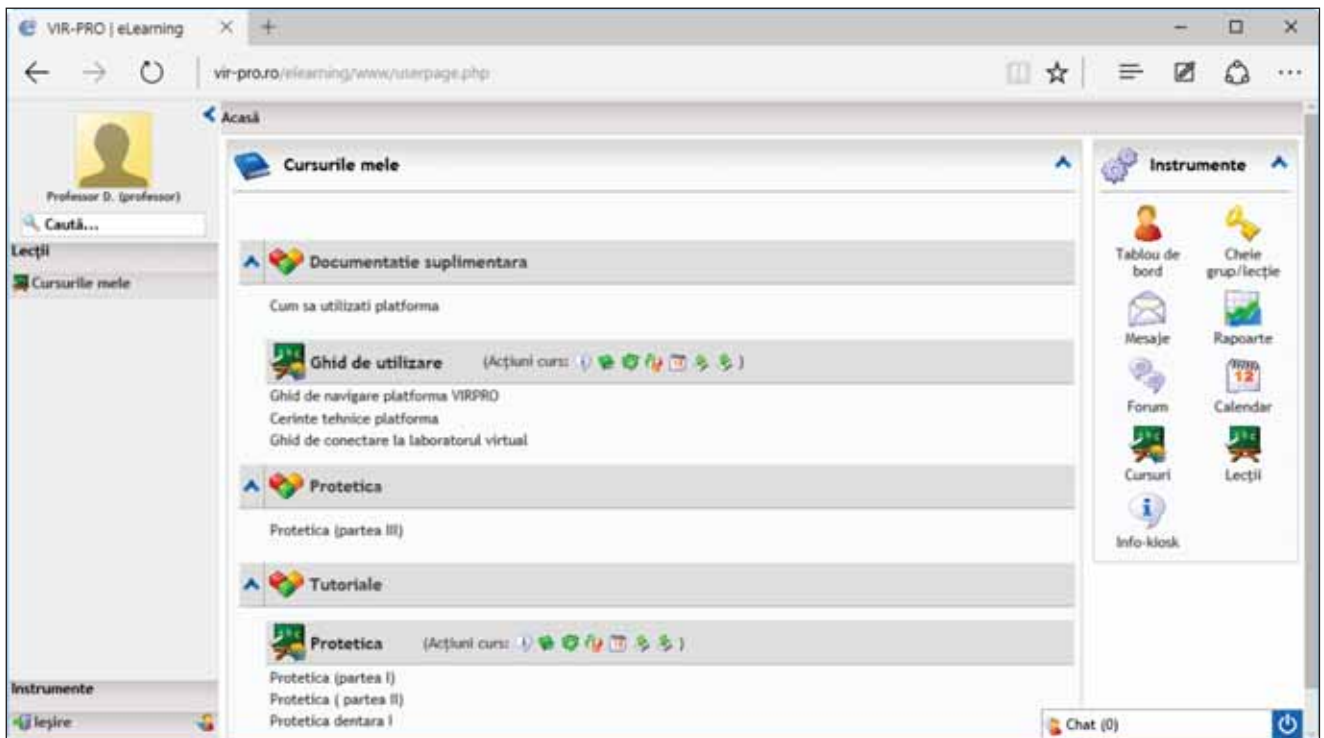 VIR-PRO | eLearning
vir-pro.ro/elearning/www/userpage.php
Acasă
Professor D. (professor)
Caută...
Lecții
Cursurile mele
Instrumente
Ieșire
Cursurile mele
Documentatie suplimentara
Cum sa utilizati platforma
Ghid de utilizare (Acțiuni curs: )
Ghid de navigare platforma VIRPRO
Cerinte tehnice platforma
Ghid de conectare la laboratorul virtual
Protetica
Protetica (partea III)
Tutoriale
Protetica (Acțiuni curs: )
Protetica (partea I)
Protetica ( partea II)
Protetica dentara I
Instrumente
Tablou de bord
Cheie grup/lecție
Mesaje
Rapoarte
Forum
12
Calendar
Cursuri
Lecții
Info-kiosk
Chat (0)